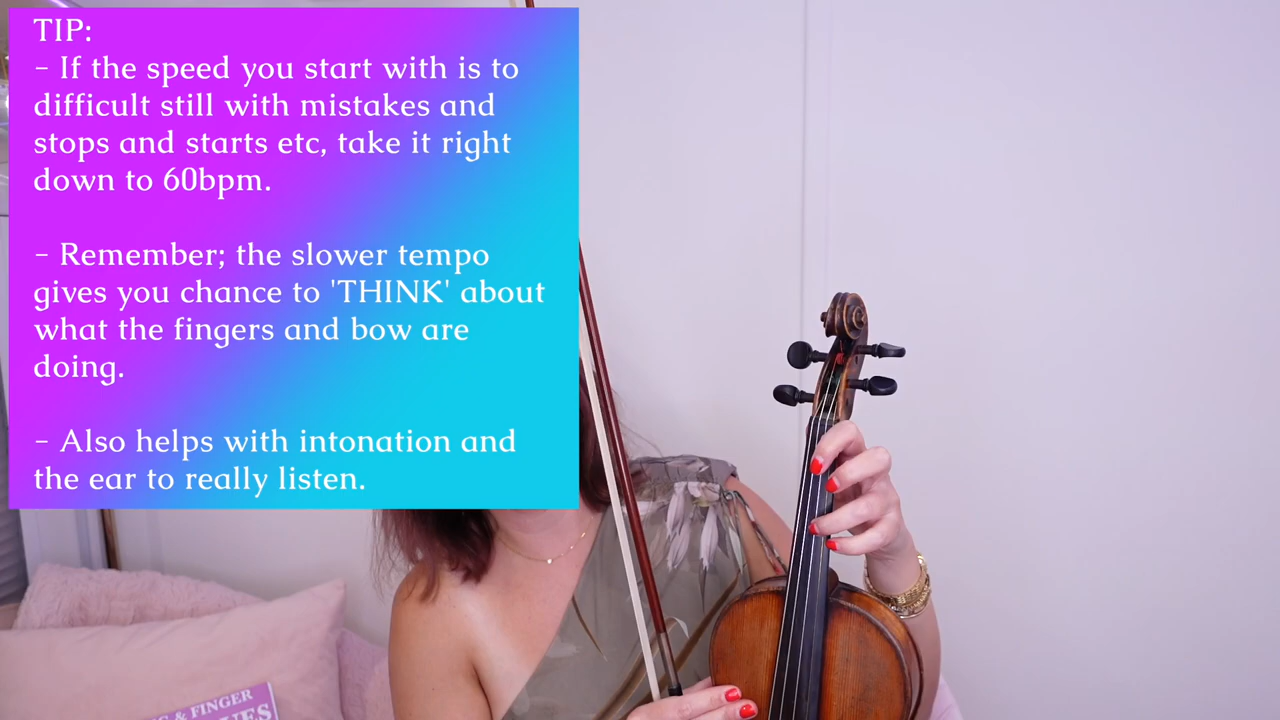 TIP:
- If the speed you start with is to
difficult still with mistakes and
stops and starts etc, take it right
down to 60bpm.
- Remember; the slower tempo
gives you chance to 'THINK' about
what the fingers and bow are
doing.
- Also helps with intonation and
the ear to really listen.
& FINGER